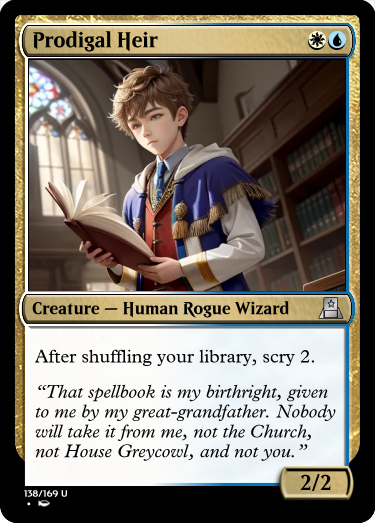 Prodigal Heir
Creature — Human Rogue Wizard
After shuffling your library, scry 2.
“That spellbook is my birthright, given
to me by my great-grandfather. Nobody
will take it from me, not the Church,
not House Greycowl, and not you.”
2/2
138/169 U